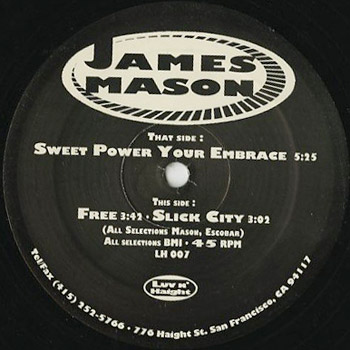 JAMES
MASON
THAT SIDE :
SWEET POWER YOUR EMBRACE 5:25
THIS SIDE :
FREE 3:42 · SLICK CITY 3:02
(ALL SELECTIONS MASON, ESCOBAR)
ALL SELECTIONS BMI · 45 RPM
LH 007
LUV N'
HAIGHT
Tel/Fax (415) 252-5766 · 776 Haight St. San Francisco, CA 94117